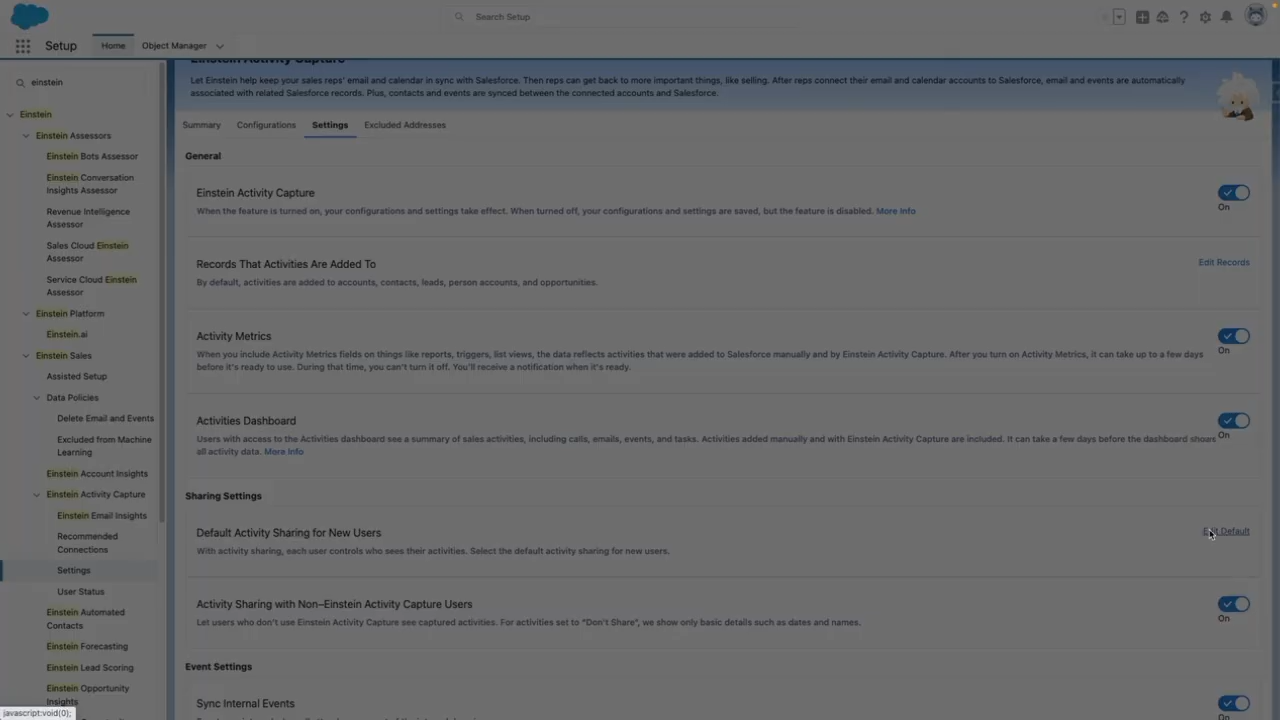 Search Setup
Setup
Home
Object Manager
einstein
Einstein
Einstein Assessors
Einstein Bots Assessor
Einstein Conversation
Insights Assessor
Revenue Intelligence
Assessor
Sales Cloud Einstein
Assessor
Service Cloud Einstein
Assessor
Einstein Platform
Einstein.ai
Einstein Sales
Assisted Setup
Data Policies
Delete Email and Events
Excluded from Machine
Learning
Einstein Account Insights
Einstein Activity Capture
Einstein Email Insights
Recommended
Connections
Settings
User Status
Einstein Automated
Contacts
Einstein Forecasting
Einstein Lead Scoring
Einstein Opportunity
Insights
javascript:void(0);
Einstein Activity Capture
Let Einstein help keep your sales reps' email and calendar in sync with Salesforce. Then reps can get back to more important things, like selling. After reps connect their email and calendar accounts to Salesforce, email and events are automatically
associated with related Salesforce records. Plus, contacts and events are synced between the connected accounts and Salesforce.
Summary
Configurations
Settings
Excluded Addresses
General
Einstein Activity Capture
When the feature is turned on, your configurations and settings take effect. When turned off, your configurations and settings are saved, but the feature is disabled. More Info
On
Records That Activities Are Added To
Edit Records
By default, activities are added to accounts, contacts, leads, person accounts, and opportunities.
Activity Metrics
When you include Activity Metrics fields on things like reports, triggers, list views, the data reflects activities that were added to Salesforce manually and by Einstein Activity Capture. After you turn on Activity Metrics, it can take up to a few days
before it's ready to use. During that time, you can't turn it off. You'll receive a notification when it's ready.
On
Activities Dashboard
Users with access to the Activities dashboard see a summary of sales activities, including calls, emails, events, and tasks. Activities added manually and with Einstein Activity Capture are included. It can take a few days before the dashboard shows
all activity data. More Info
On
Sharing Settings
Default Activity Sharing for New Users
Edit Default
With activity sharing, each user controls who sees their activities. Select the default activity sharing for new users.
Activity Sharing with Non–Einstein Activity Capture Users
Let users who don't use Einstein Activity Capture see captured activities. For activities set to "Don't Share", we show only basic details such as dates and names.
On
Event Settings
Sync Internal Events
On